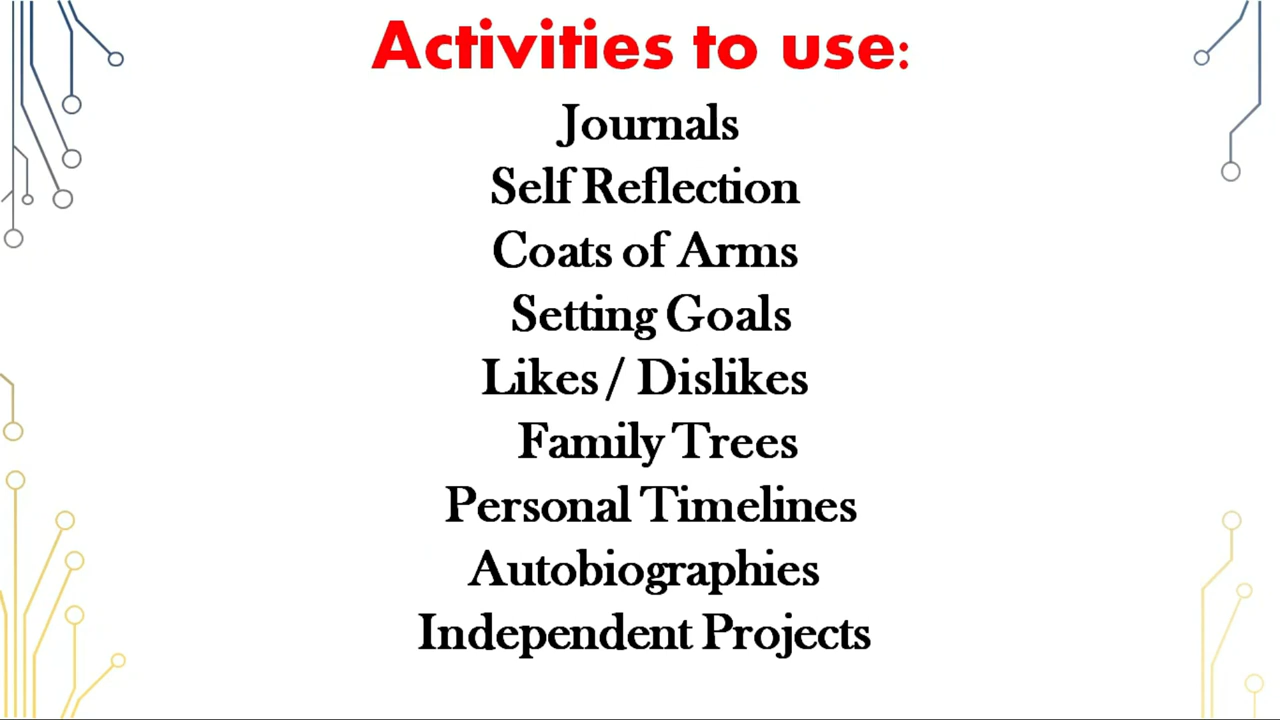 Activities to use:
Journals
Self Reflection
Coats of Arms
Setting Goals
Likes / Dislikes
Family Trees
Personal Timelines
Autobiographies
Independent Projects